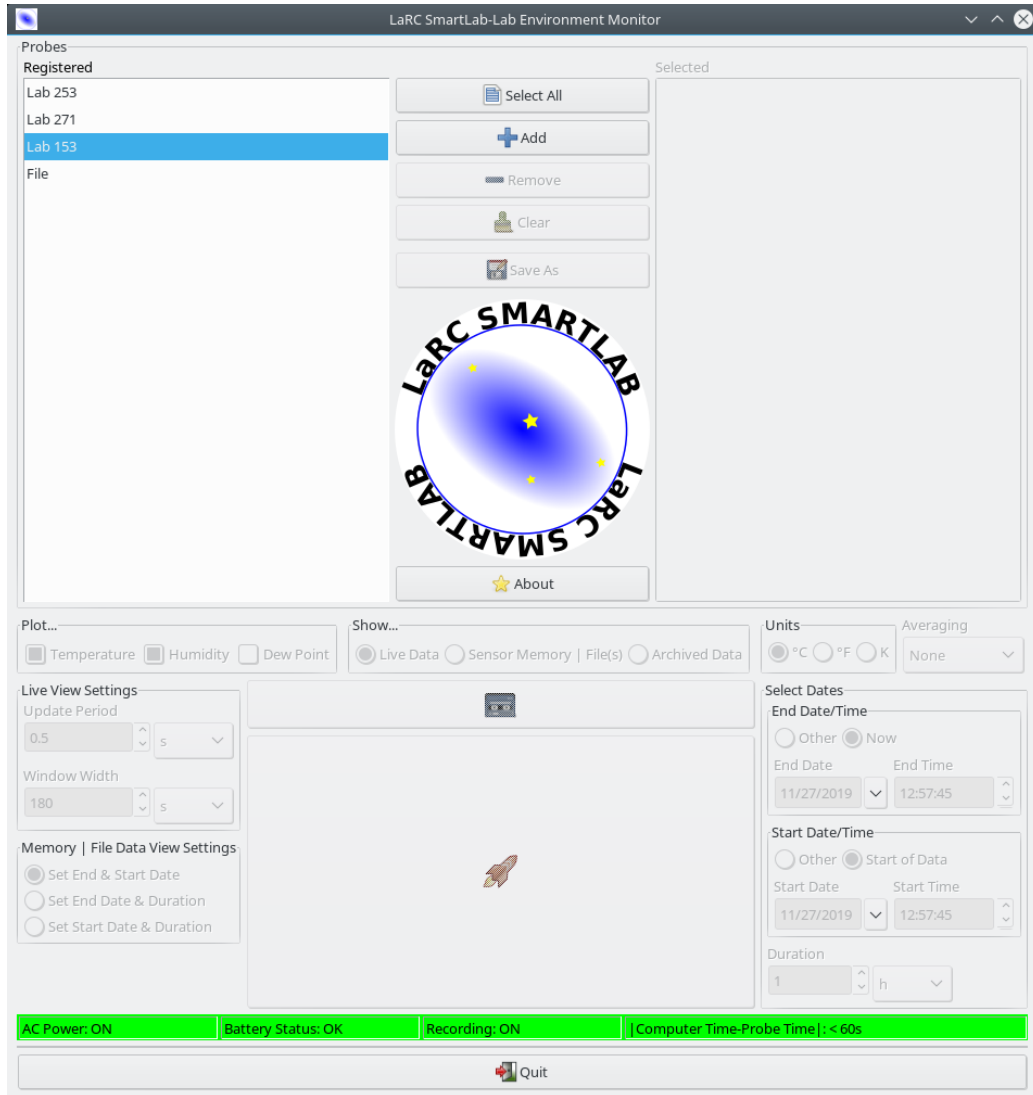 LaRC SmartLab-Lab Environment Monitor
Probes
Registered
Selected
Lab 253
Lab 271
Lab 153
File
Select All
Add
Remove
Clear
Save As
LaRC SMARTLAB
LaRC SMARTLAB
About
Plot...
Temperature
Humidity
Dew Point
Show...
Live Data
Sensor Memory | File(s)
Archived Data
Units
°C
°F
K
Averaging
None
Live View Settings
Update Period
0.5
s
Window Width
180
s
Memory | File Data View Settings
Set End & Start Date
Set End Date & Duration
Set Start Date & Duration
Select Dates
End Date/Time
Other
Now
End Date
End Time
11/27/2019
12:57:45
Start Date/Time
Other
Start of Data
Start Date
Start Time
11/27/2019
12:57:45
Duration
1
h
AC Power: ON
Battery Status: OK
Recording: ON
|Computer Time-Probe Time|: < 60s
Quit